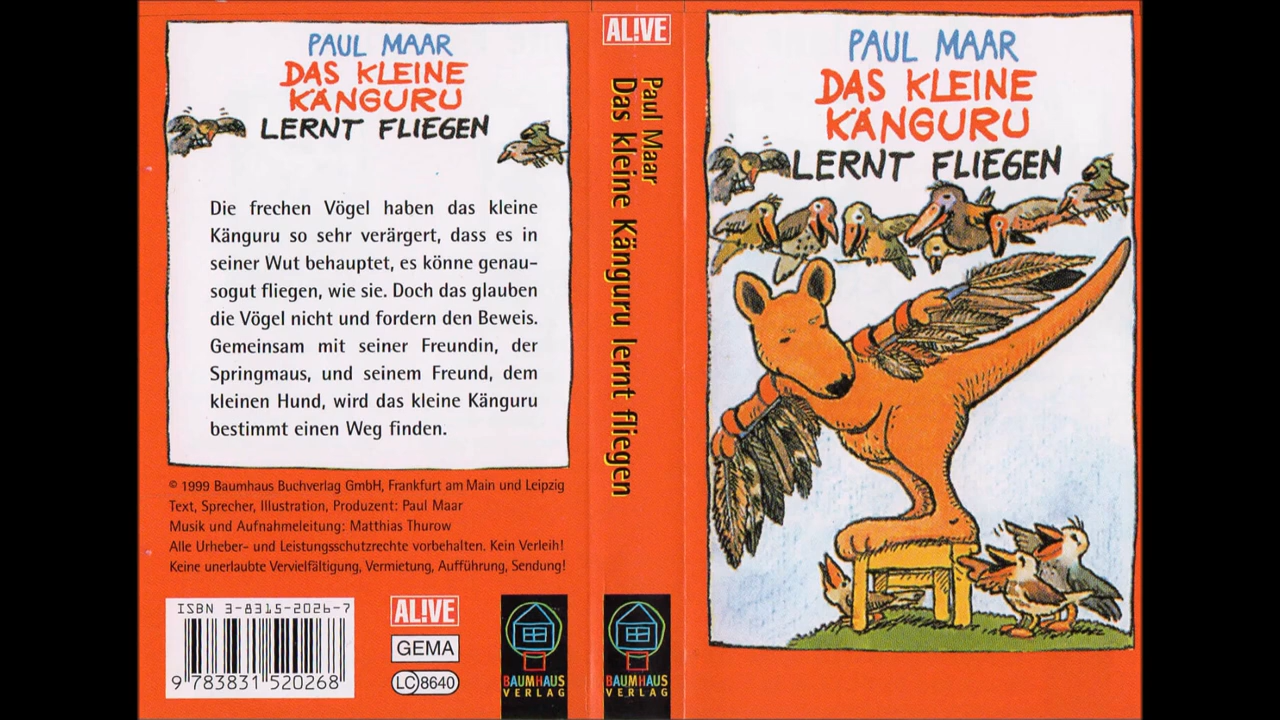 PAUL MAAR
DAS KLEINE
KÄNGURU
LERNT FLIEGEN
Die frechen Vögel haben das kleine
Känguru so sehr verärgert, dass es in
seiner Wut behauptet, es könne genau-
sogut fliegen, wie sie. Doch das glauben
die Vögel nicht und fordern den Beweis.
Gemeinsam mit seiner Freundin, der
Springmaus, und seinem Freund, dem
kleinen Hund, wird das kleine Känguru
bestimmt einen Weg finden.
© 1999 Baumhaus Buchverlag GmbH, Frankfurt am Main und Leipzig
Text, Sprecher, Illustration, Produzent: Paul Maar
Musik und Aufnahmeleitung: Matthias Thurow
Alle Urheber- und Leistungsschutzrechte vorbehalten. Kein Verleih!
Keine unerlaubte Vervielfältigung, Vermietung, Aufführung, Sendung!
ISBN 3-8315-2026-7
9 783831 520268
AL!VE
GEMA
LC 8640
BAUMHAUS
VERLAG
AL!VE
Paul Maar
Das kleine Känguru lernt fliegen
BAUMHAUS
VERLAG
PAUL MAAR
DAS KLEINE
KÄNGURU
LERNT FLIEGEN